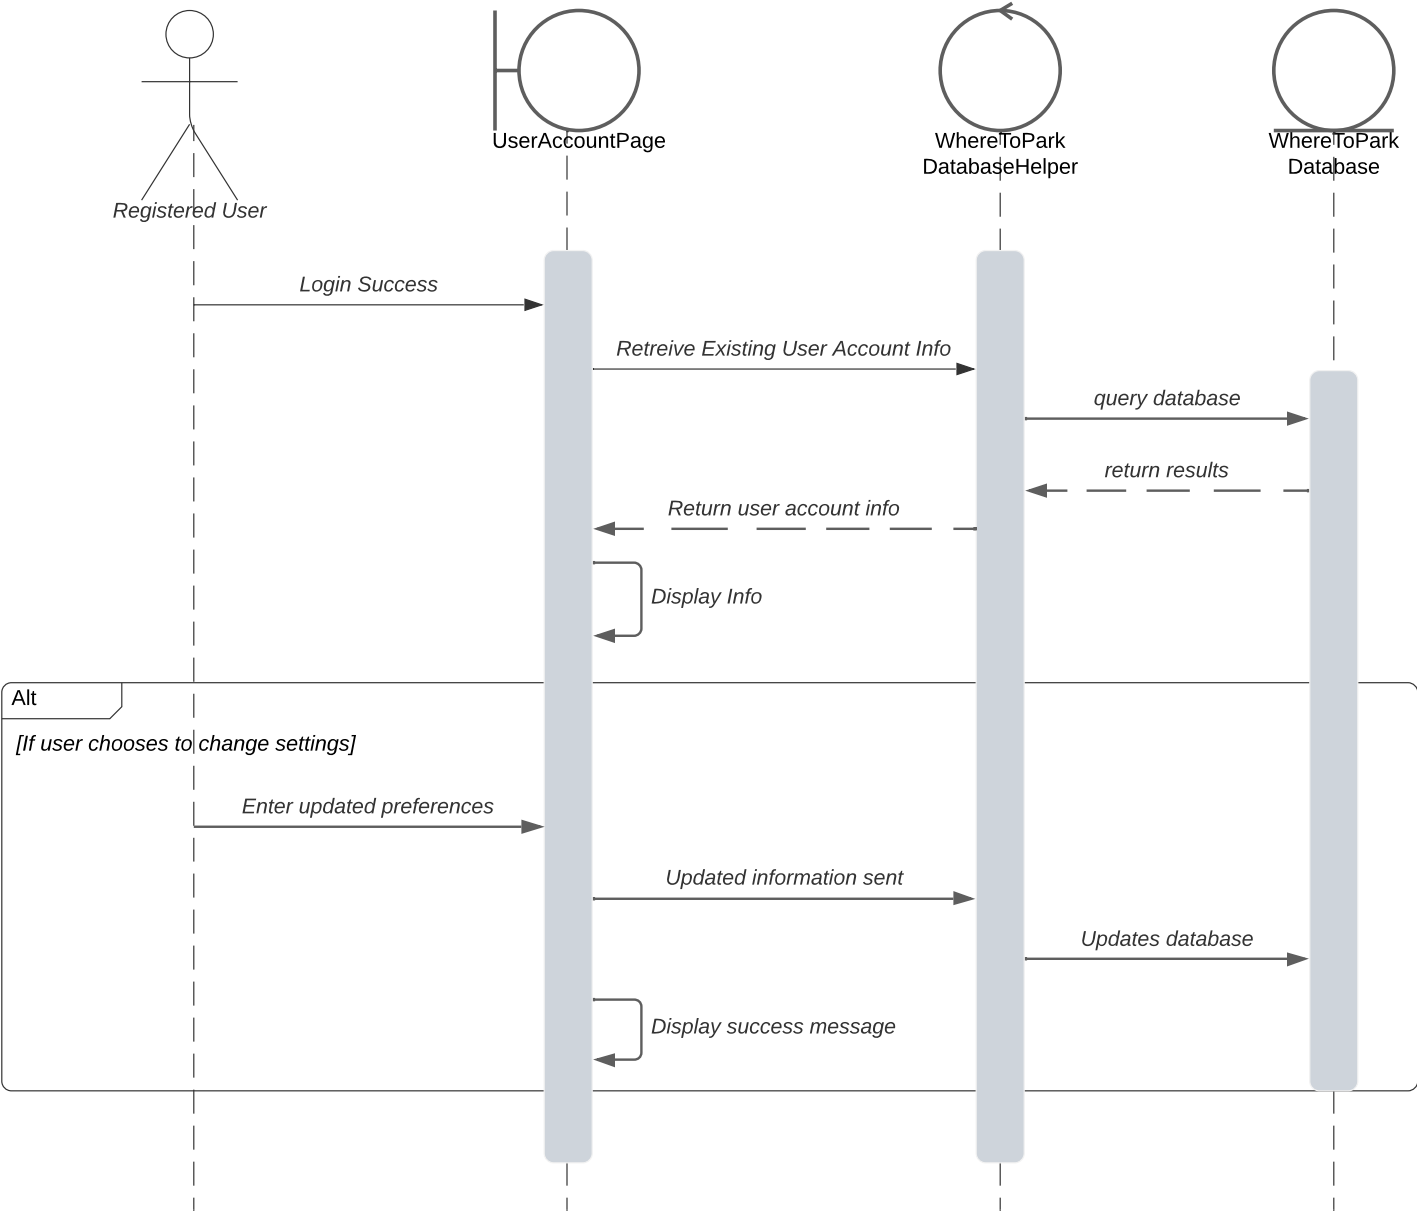 Registered User
UserAccountPage
WhereToPark
DatabaseHelper
WhereToPark
Database
Login Success
Retreive Existing User Account Info
query database
return results
Return user account info
Display Info
Alt
[If user chooses to change settings]
Enter updated preferences
Updated information sent
Updates database
Display success message